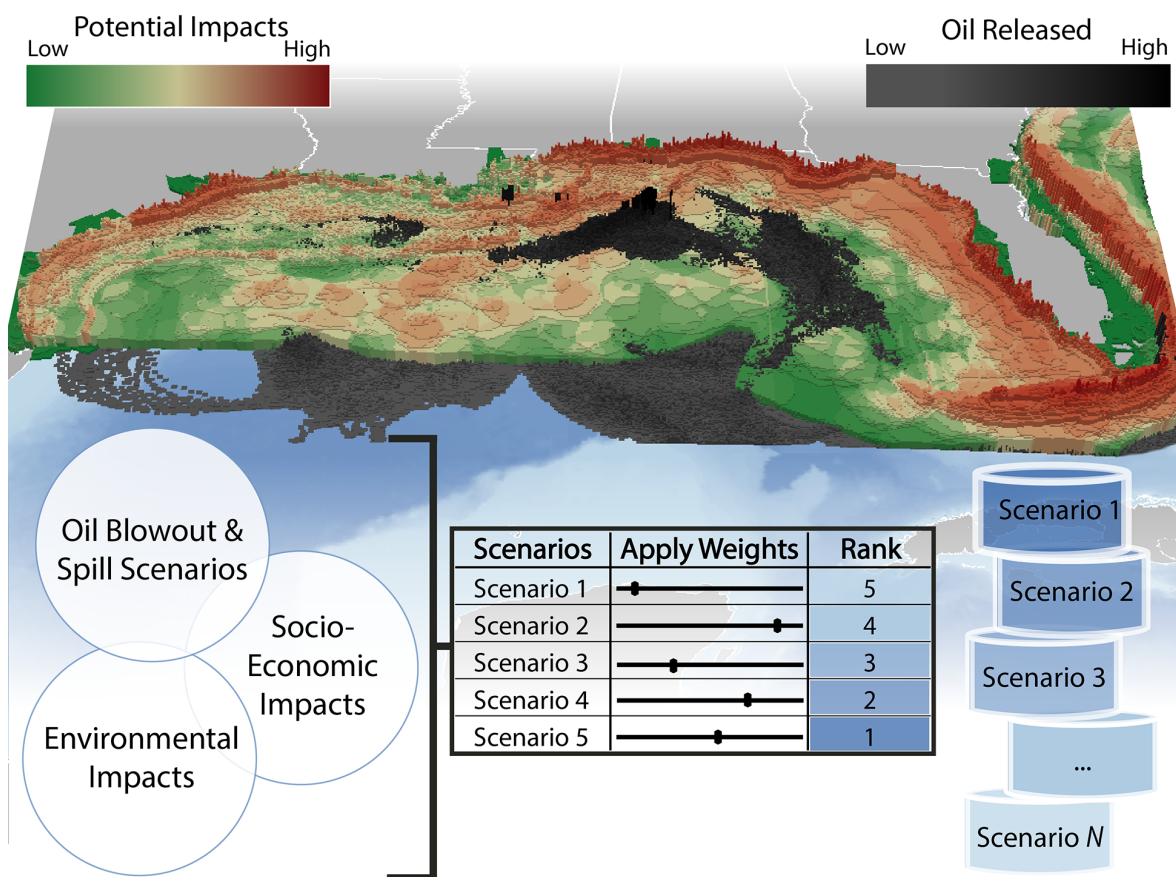 Potential Impacts
Low High
Oil Released
Low High
Oil Blowout &
Spill Scenarios
Socio-
Economic
Impacts
Environmental
Impacts
Scenarios Apply Weights Rank
Scenario 1 5
Scenario 2 4
Scenario 3 3
Scenario 4 2
Scenario 5 1
Scenario 1
Scenario 2
Scenario 3
...
Scenario N